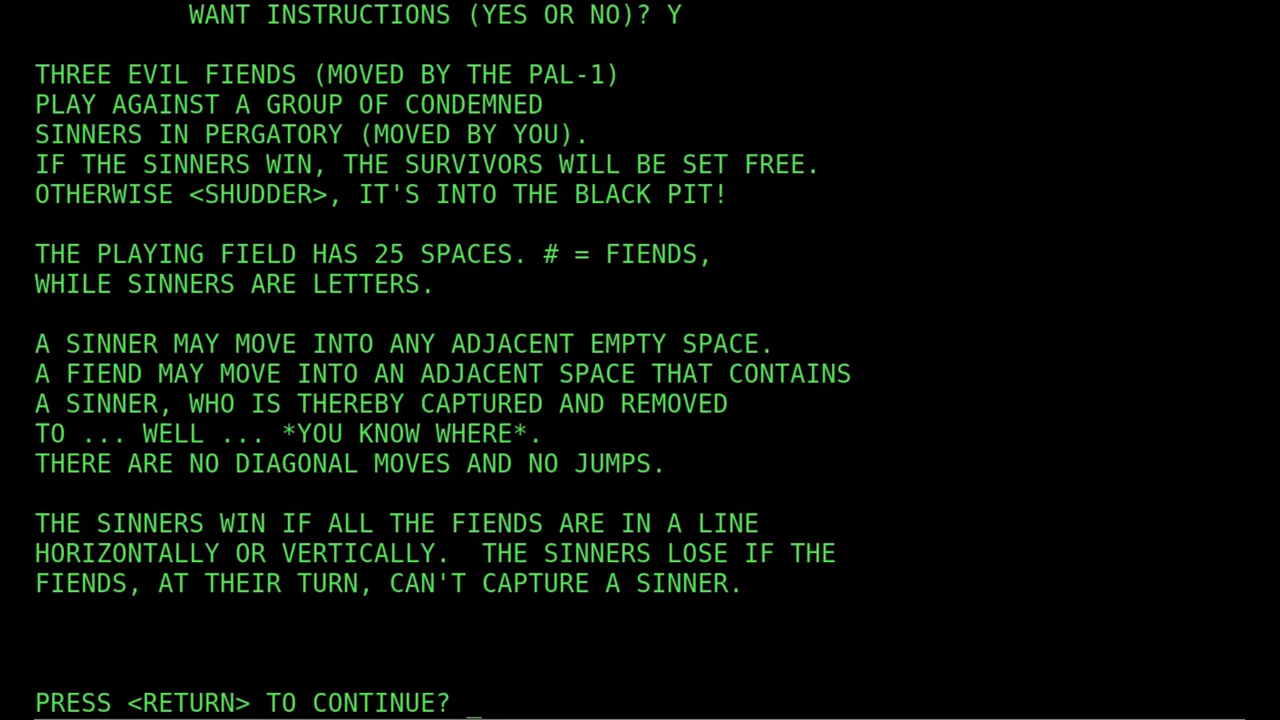 WANT INSTRUCTIONS (YES OR NO)? Y
THREE EVIL FIENDS (MOVED BY THE PAL-1)
PLAY AGAINST A GROUP OF CONDEMNED
SINNERS IN PERGATORY (MOVED BY YOU).
IF THE SINNERS WIN, THE SURVIVORS WILL BE SET FREE.
OTHERWISE <SHUDDER>, IT'S INTO THE BLACK PIT!
THE PLAYING FIELD HAS 25 SPACES. # = FIENDS,
WHILE SINNERS ARE LETTERS.
A SINNER MAY MOVE INTO ANY ADJACENT EMPTY SPACE.
A FIEND MAY MOVE INTO AN ADJACENT SPACE THAT CONTAINS
A SINNER, WHO IS THEREBY CAPTURED AND REMOVED
TO ... WELL ... *YOU KNOW WHERE*.
THERE ARE NO DIAGONAL MOVES AND NO JUMPS.
THE SINNERS WIN IF ALL THE FIENDS ARE IN A LINE
HORIZONTALLY OR VERTICALLY.  THE SINNERS LOSE IF THE
FIENDS, AT THEIR TURN, CAN'T CAPTURE A SINNER.
PRESS <RETURN> TO CONTINUE? _